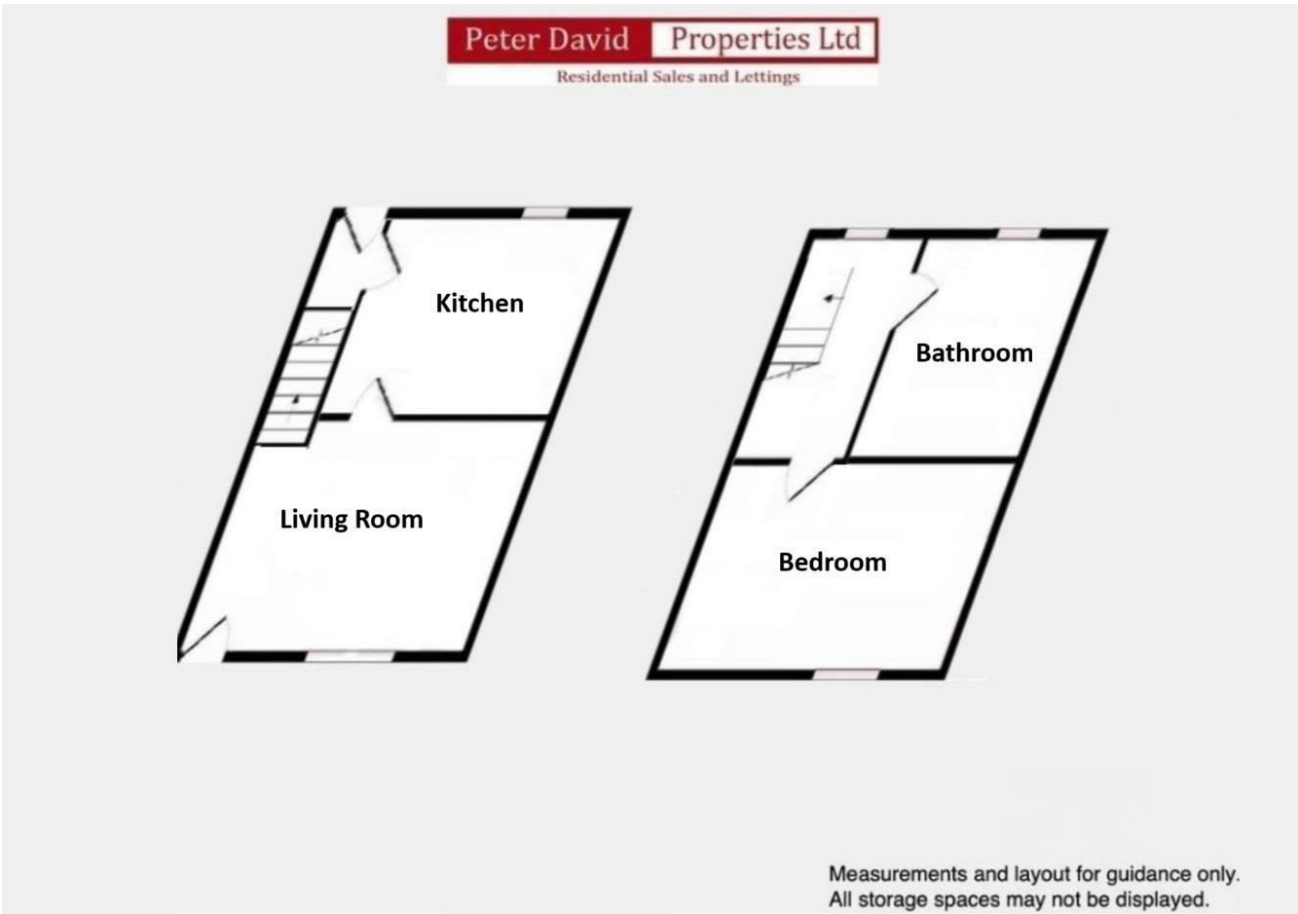 Peter David Properties Ltd
Residential Sales and Lettings
Kitchen
Living Room
Bathroom
Bedroom
Measurements and layout for guidance only.
All storage spaces may not be displayed.